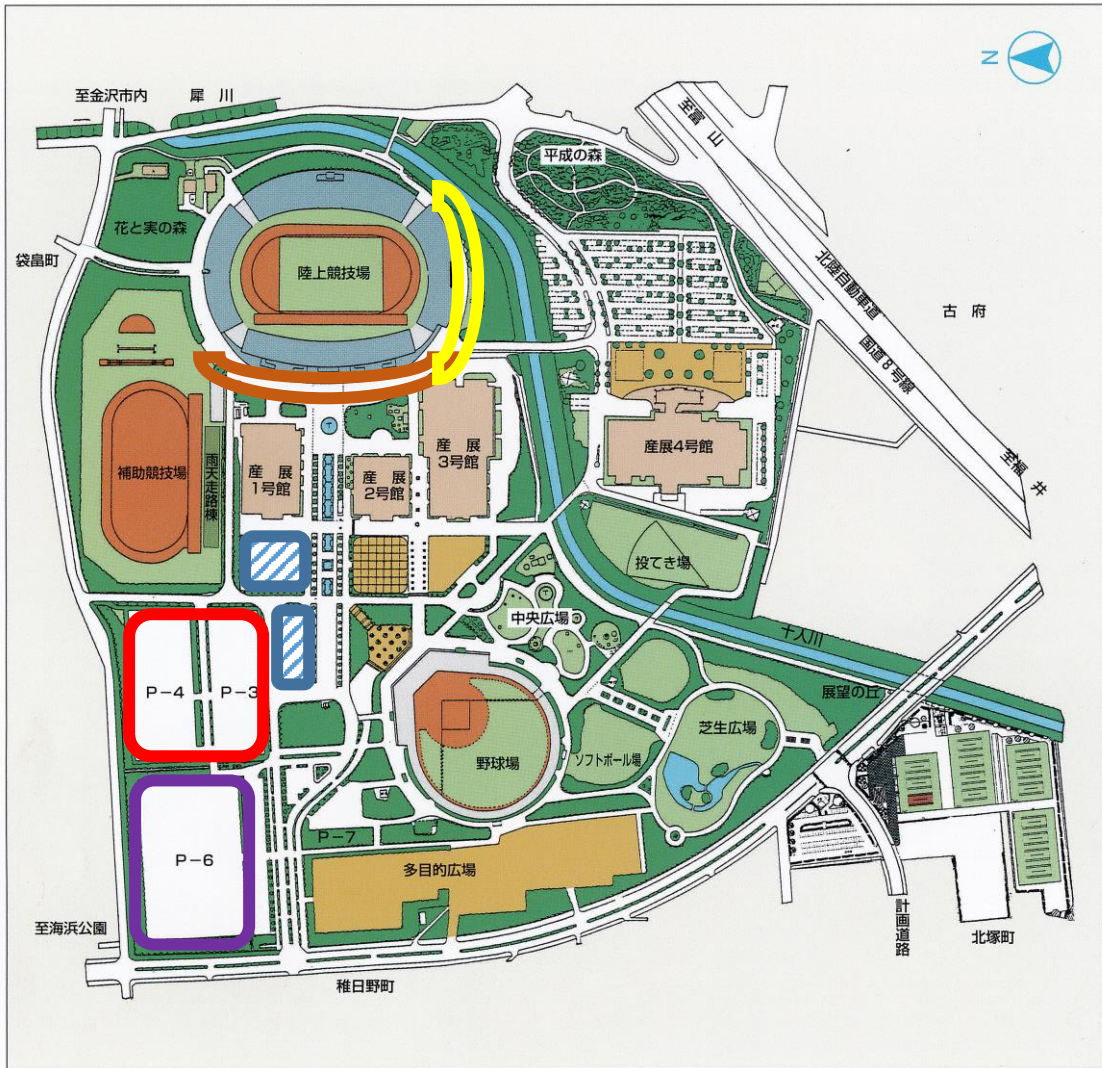 N
至金沢市内
犀川
至富山
平成の森
花と実の森
袋畠町
陸上競技場
北陸自動車道
古府
国道8号線
産展
3号館
産展4号館
至福井
補助競技場
雨天走路棟
産展
1号館
産展
2号館
投てき場
中央広場
十人川
P-4
P-3
展望の丘
芝生広場
野球場
ソフトボール場
P-7
P-6
多目的広場
至海浜公園
計画道路
北塚町
稚日野町